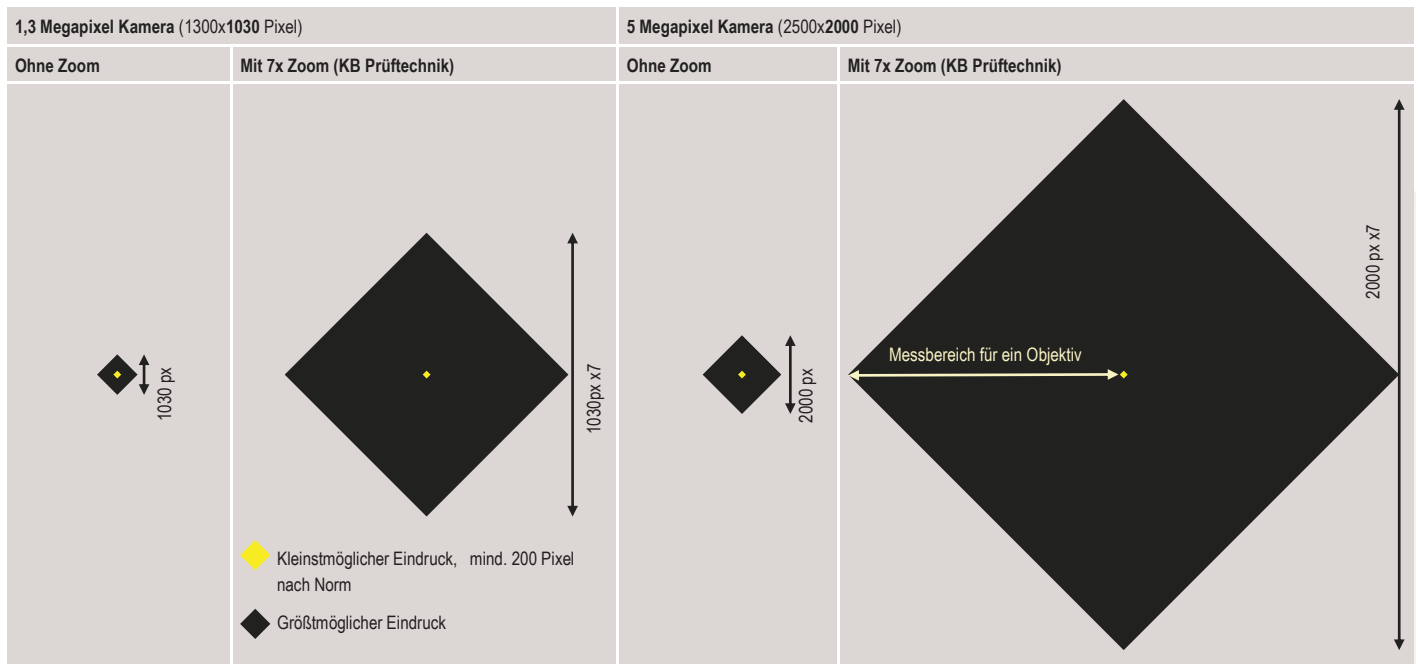 1,3 Megapixel Kamera (1300x1030 Pixel)
5 Megapixel Kamera (2500x2000 Pixel)
Ohne Zoom
Mit 7x Zoom (KB Prüftechnik)
Ohne Zoom
Mit 7x Zoom (KB Prüftechnik)
1030 px
1030px x7
Kleinstmöglicher Eindruck, mind. 200 Pixel
nach Norm
Größtmöglicher Eindruck
2000 px
Messbereich für ein Objektiv
2000 px x7